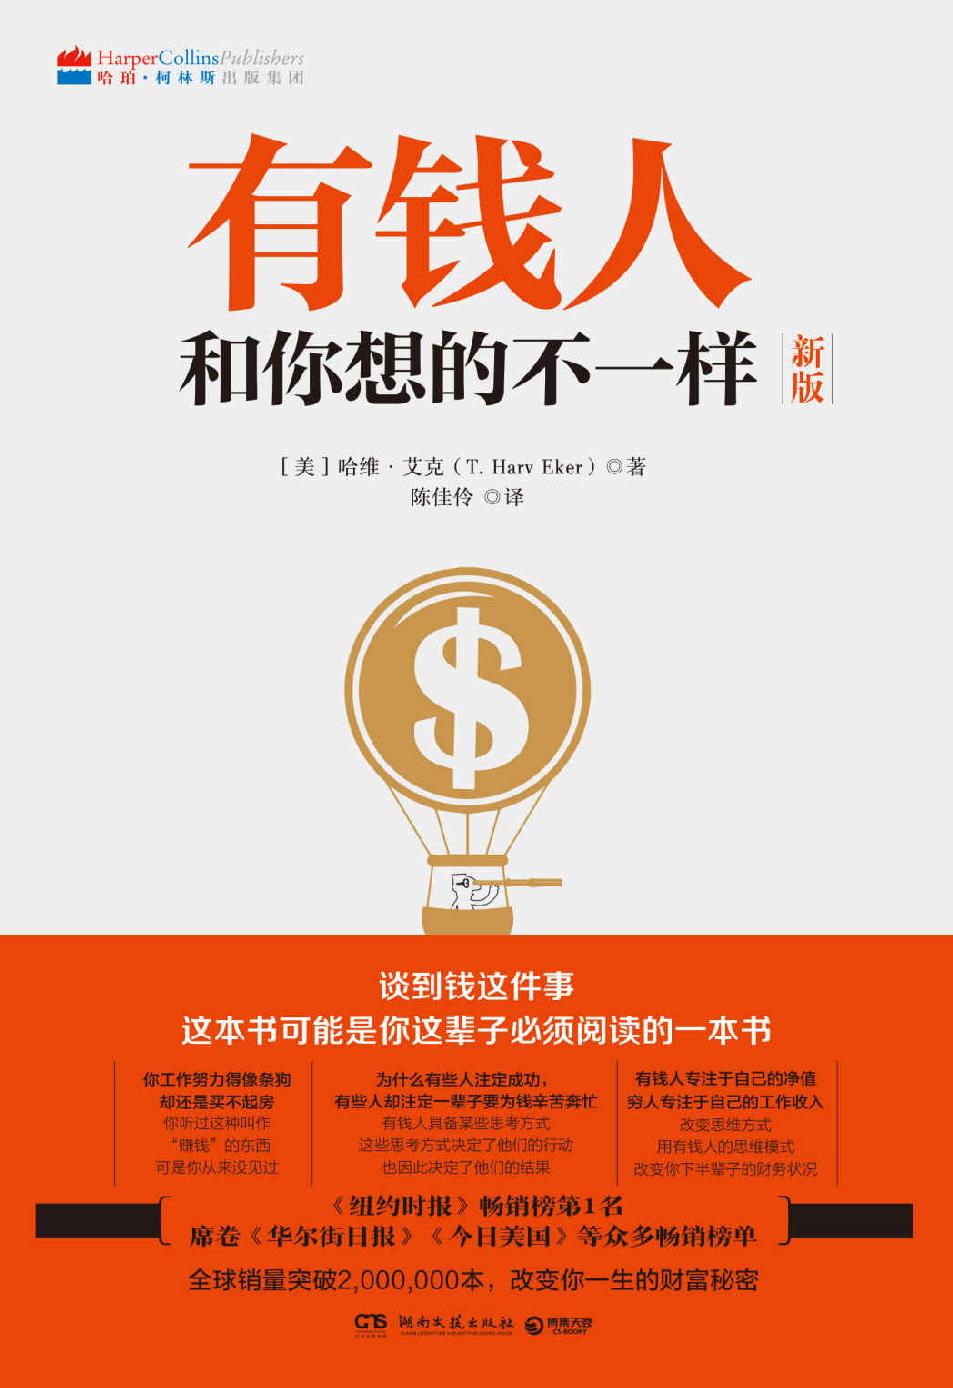 HarperCollinsPublishers
哈珀·柯林斯出版集团
有钱人
和你想的不一样
新版
［美］哈维·艾克（T. Harv Eker）◎著
陈佳伶 ◎译
$
谈到钱这件事
这本书可能是你这辈子必须阅读的一本书
你工作努力得像条狗
却还是买不起房
你听过这种叫作
“赚钱”的东西
可是你从来没见过
为什么有些人注定成功，
有些人却注定一辈子要为钱辛苦奔忙
有钱人具备某些思考方式
这些思考方式决定了他们的行动
也因此决定了他们的结果
有钱人专注于自己的净值
穷人专注于自己的工作收入
改变思维方式
用有钱人的思维模式
改变你下半辈子的财务状况
《纽约时报》畅销榜第1名
席卷《华尔街日报》《今日美国》等众多畅销榜单
全球销量突破2,000,000本，改变你一生的财富秘密
湖南文艺出版社
博集天卷
CS-BOOKY